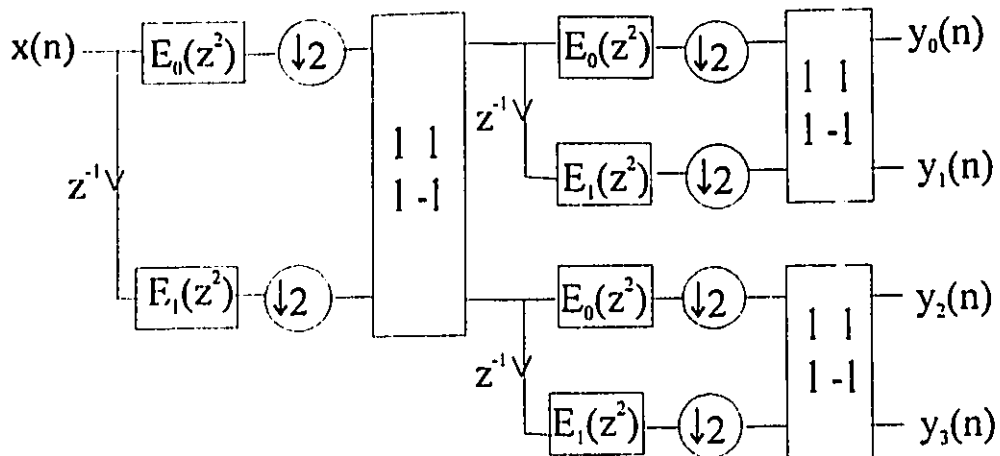 x(n) E₀(z²) ↓2 E₀(z²) ↓2 y₀(n)
1 1
1 -1
z⁻¹
1 1
1 -1
z⁻¹
E₁(z²) ↓2 y₁(n)
E₁(z²) ↓2 E₀(z²) ↓2 y₂(n)
1 1
1 -1
z⁻¹
E₁(z²) ↓2 y₃(n)